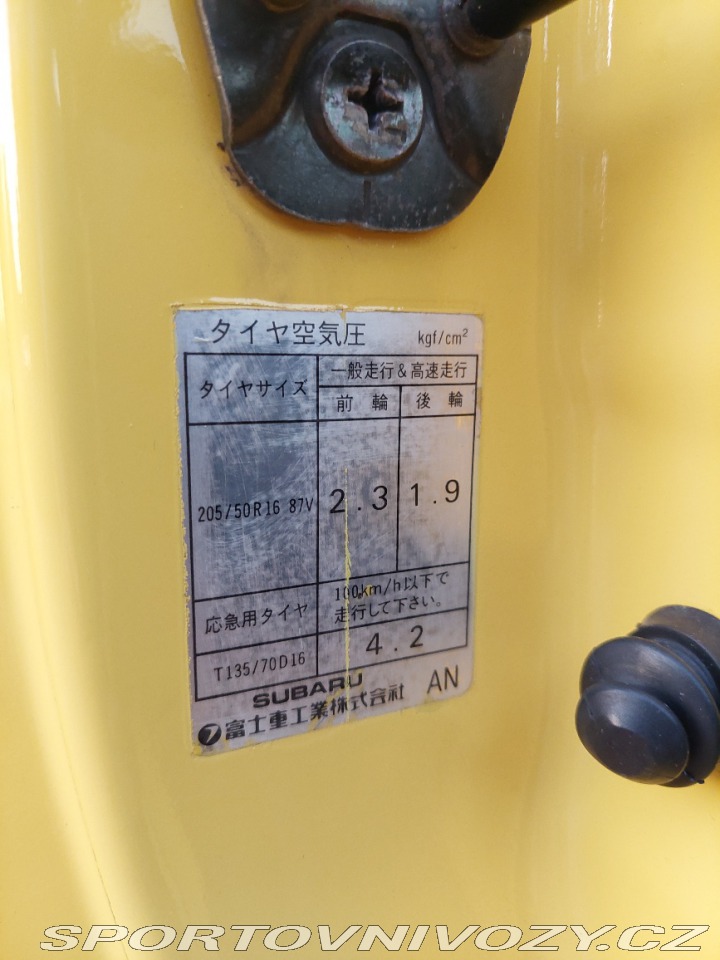 タイヤ空気圧 kgf/cm²
タイヤサイズ
一般走行&高速走行
前輪 後輪
205/50R16 87V 2.3 1.9
応急用タイヤ
100km/h以下で
走行して下さい。
T135/70D16 4.2
SUBARU
富士重工業株式会社 AN
SPORTOVNIVOZY.CZ